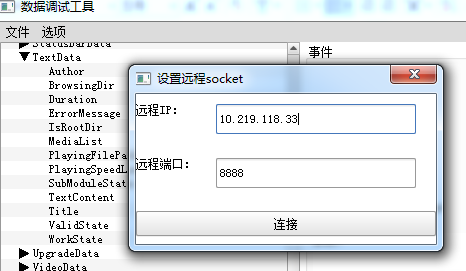 数据调试工具
文件 选项
StatusBarData
事件
TextData
Author
BrowsingDir
Duration
ErrorMessage
IsRootDir
MediaList
PlayingFilePa
PlayingSpeedL
SubModuleStat
TextContent
Title
ValidState
WorkState
UpgradeData
VideoData
设置远程socket
远程IP:
10.219.118.33
远程端口:
8888
连接